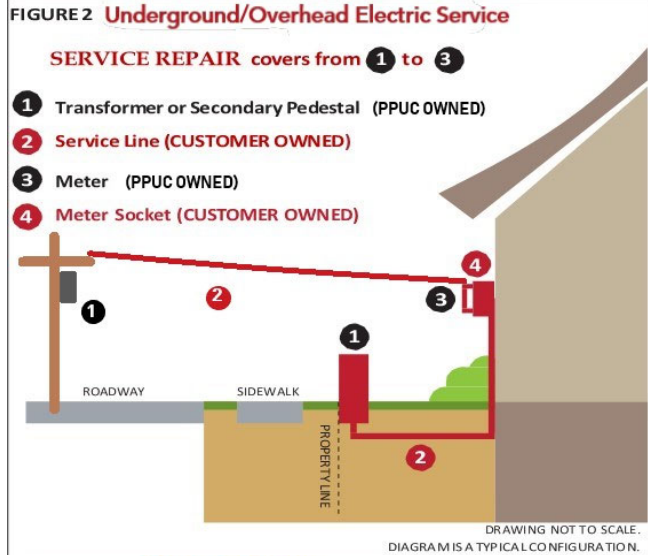 FIGURE 2 Underground/Overhead Electric Service
SERVICE REPAIR covers from 1 to 3
1 Transformer or Secondary Pedestal (PPUC OWNED)
2 Service Line (CUSTOMER OWNED)
3 Meter (PPUC OWNED)
4 Meter Socket (CUSTOMER OWNED)
4
2
3
1
1
ROADWAY
SIDEWALK
PROPERTY LINE
2
DRAWING NOT TO SCALE.
DIAGRAM IS A TYPICAL CONFIGURATION.